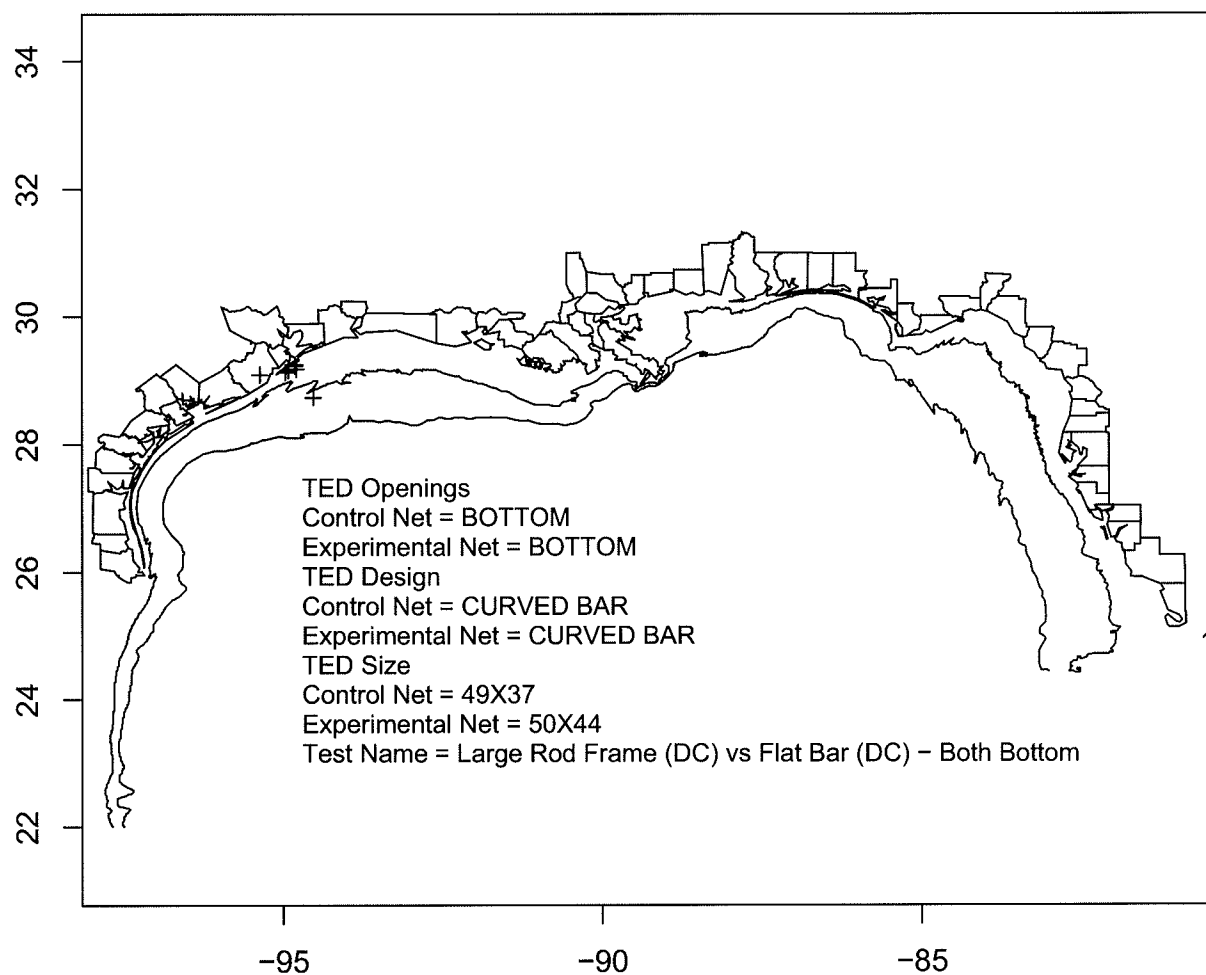 34
32
30
28
26
24
22
TED Openings
Control Net = BOTTOM
Experimental Net = BOTTOM
TED Design
Control Net = CURVED BAR
Experimental Net = CURVED BAR
TED Size
Control Net = 49X37
Experimental Net = 50X44
Test Name = Large Rod Frame (DC) vs Flat Bar (DC) − Both Bottom
−95
−90
−85